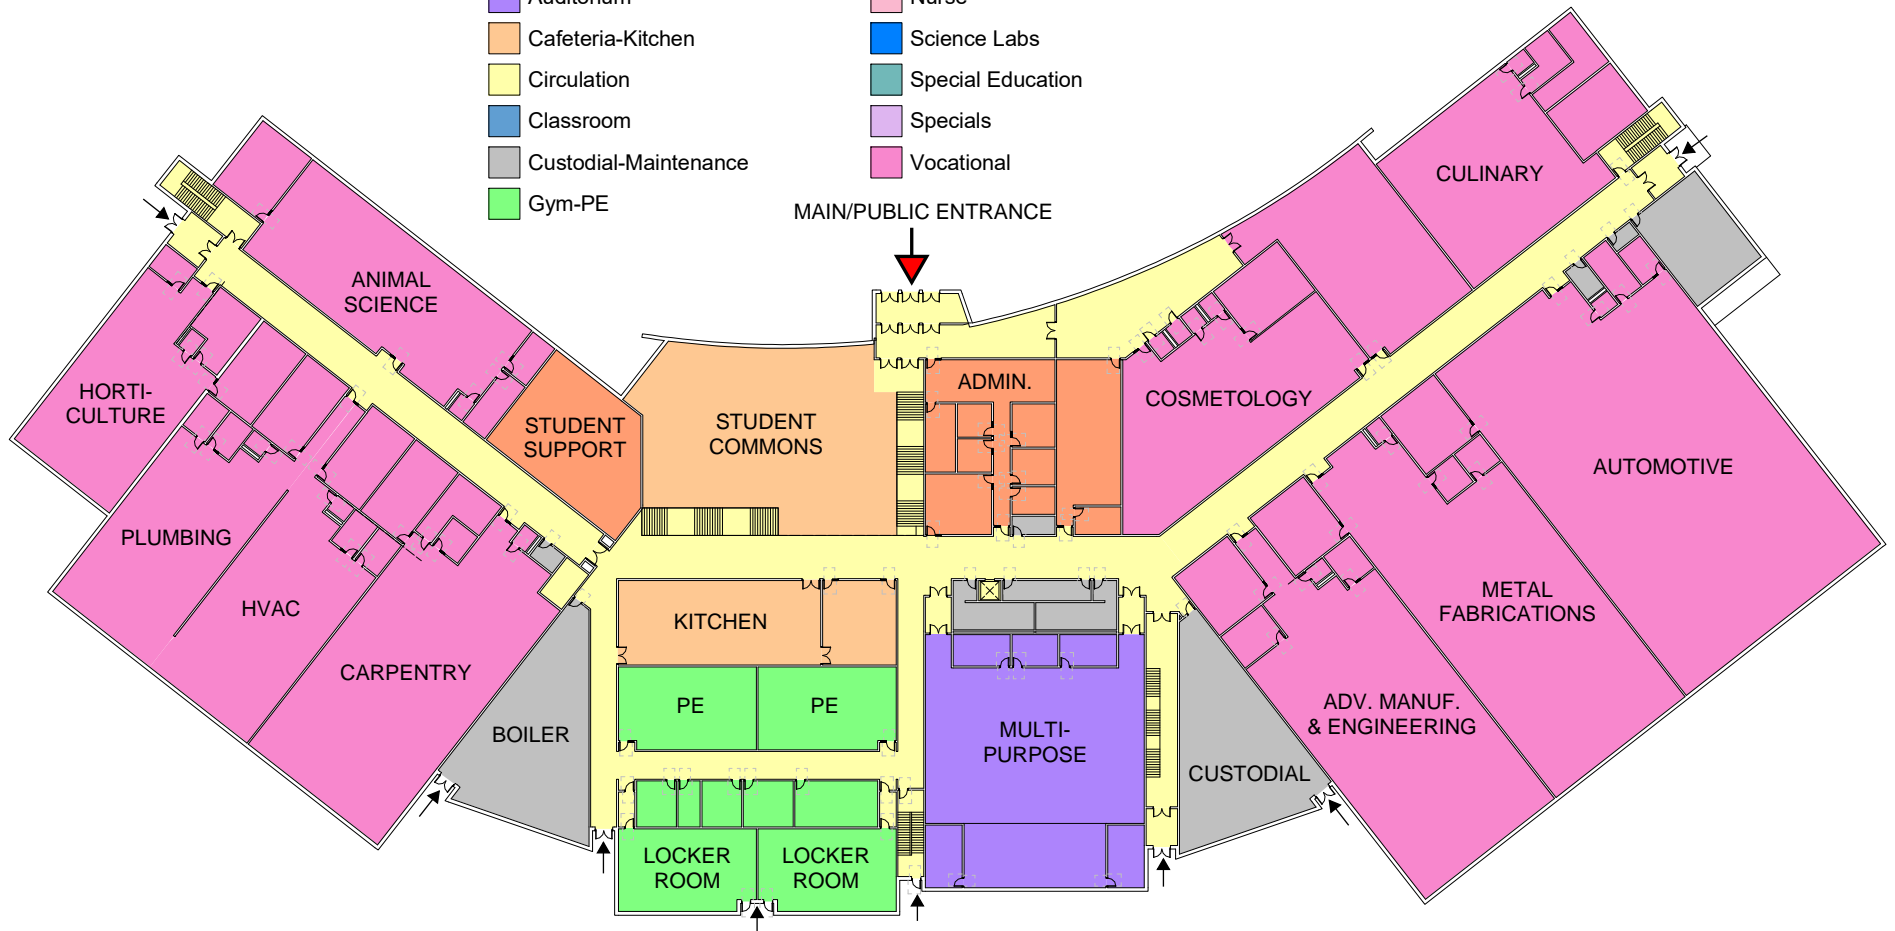 Auditorium
Cafeteria-Kitchen
Circulation
Classroom
Custodial-Maintenance
Gym-PE
Nurse
Science Labs
Special Education
Specials
Vocational
MAIN/PUBLIC ENTRANCE
CULINARY
ANIMAL
SCIENCE
HORTI-
CULTURE
STUDENT
SUPPORT
STUDENT
COMMONS
ADMIN.
COSMETOLOGY
AUTOMOTIVE
PLUMBING
HVAC
CARPENTRY
BOILER
KITCHEN
PE
PE
LOCKER
ROOM
LOCKER
ROOM
MULTI-
PURPOSE
METAL
FABRICATIONS
ADV. MANUF.
& ENGINEERING
CUSTODIAL